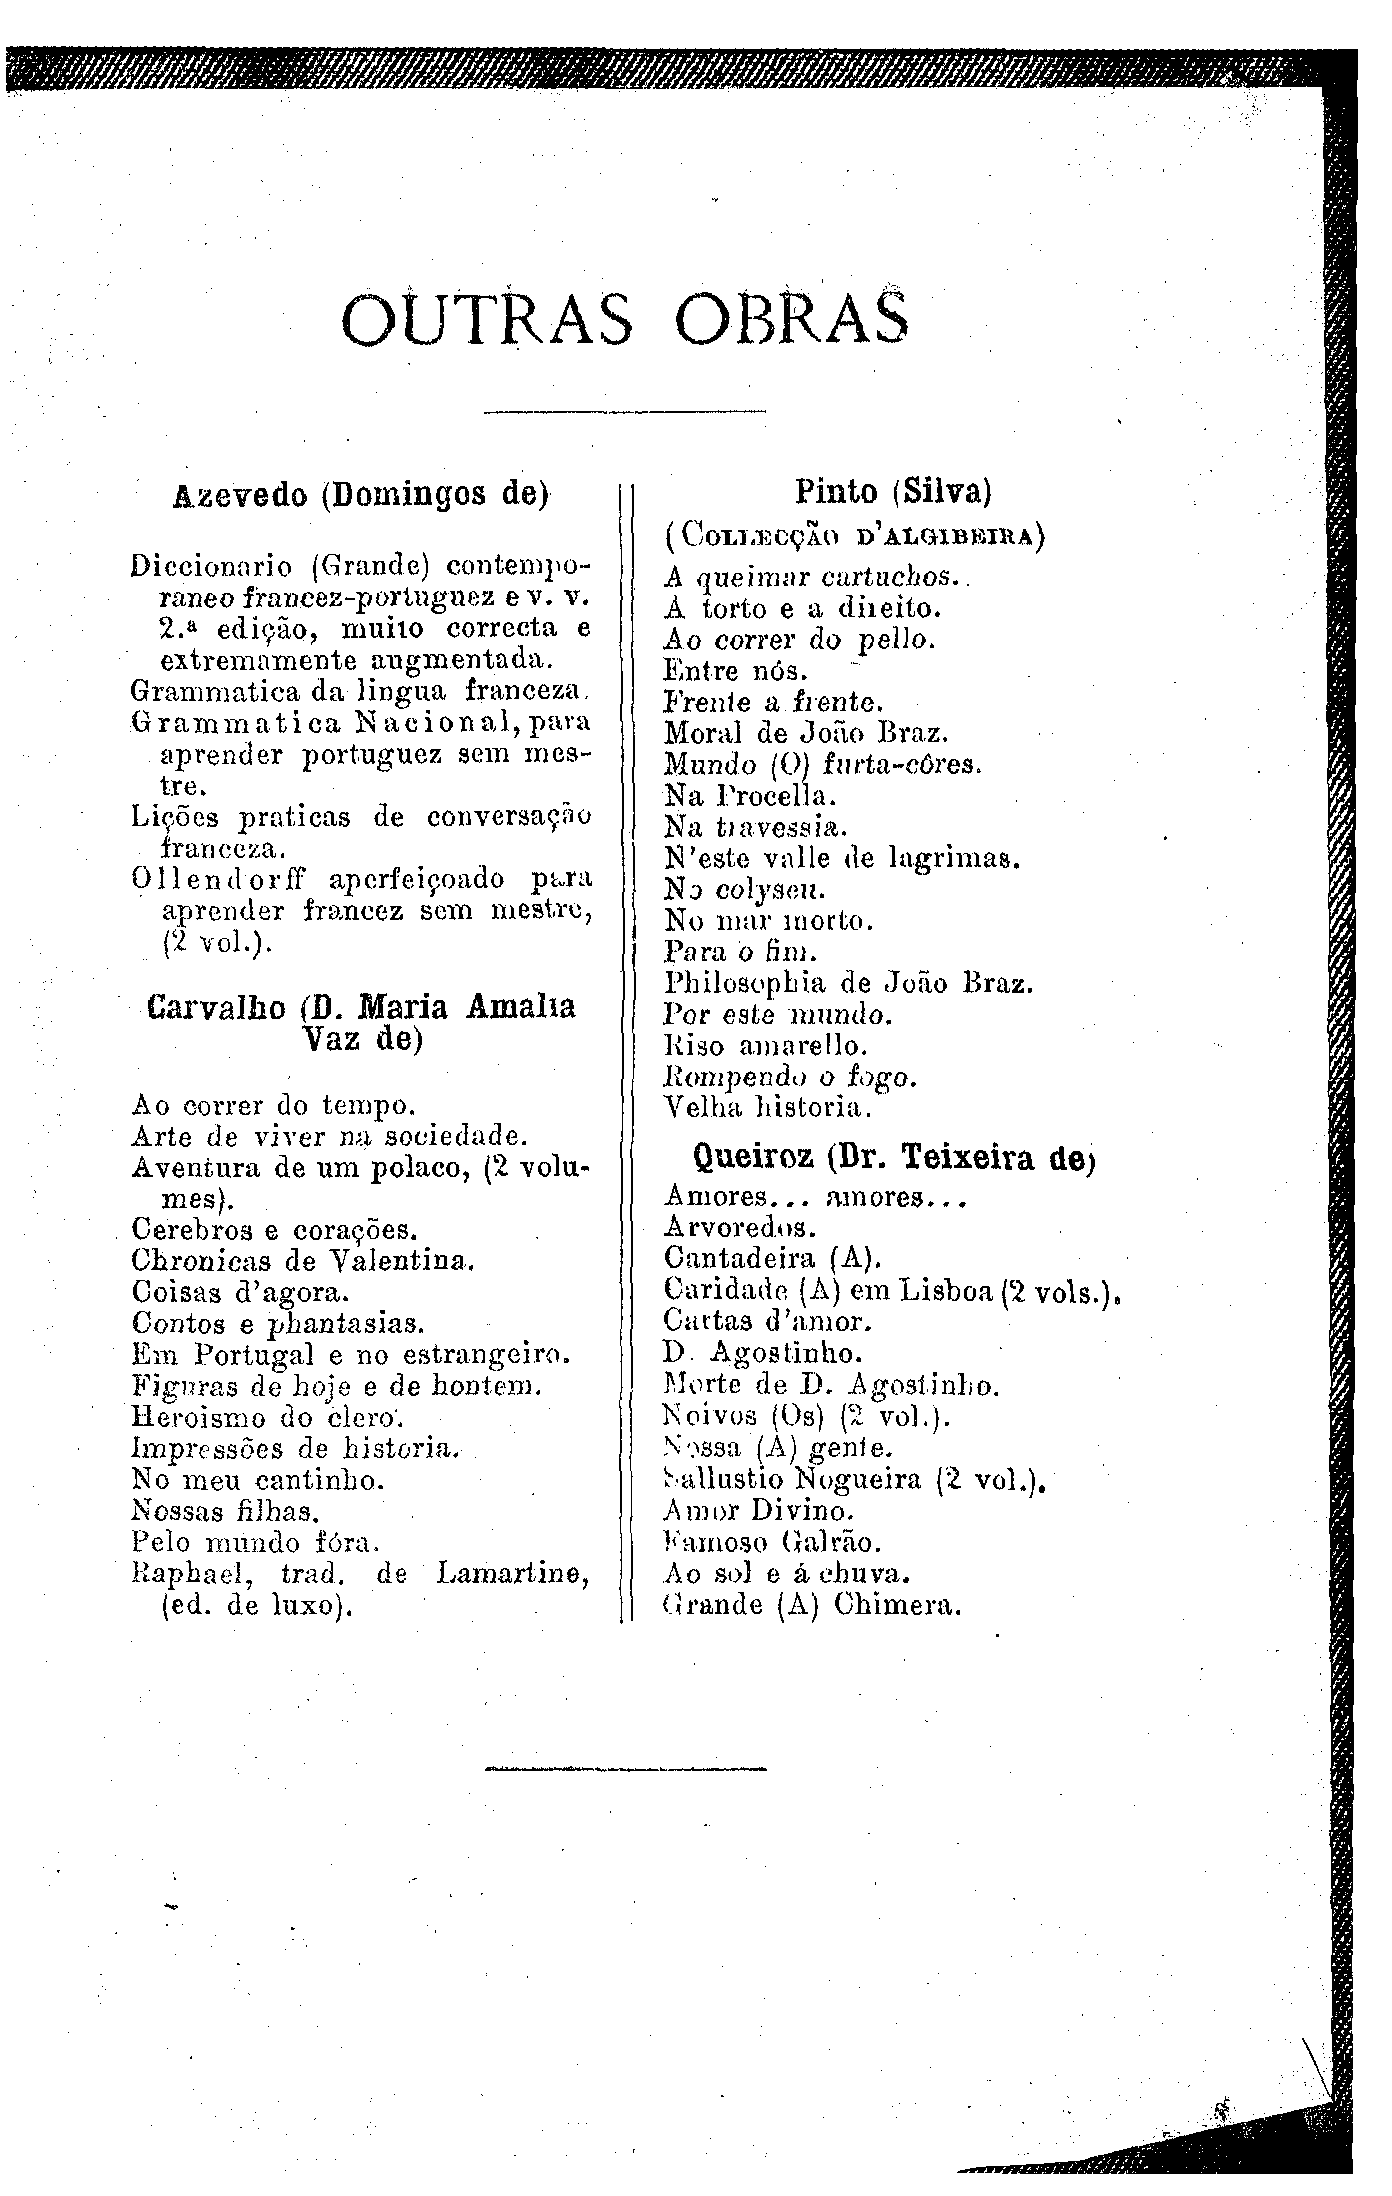 OUTRAS OBRAS
Azevedo (Domingos de)
Diccionario (Grande) contempo-
raneo francez-portuguez e v. v.
2.ª edição, muito correcta e
extremamente augmentada.
Grammatica da lingua franceza.
Grammatica Nacional, para
aprender portuguez sem mes-
tre.
Lições praticas de conversação
franceza.
Ollendorff aperfeiçoado para
aprender francez sem mestre,
(2 vol.).
Carvalho (D. Maria Amalia
Vaz de)
Ao correr do tempo.
Arte de viver na sociedade.
Aventura de um polaco, (2 volu-
mes).
Cerebros e corações.
Chronicas de Valentina.
Coisas d'agora.
Contos e phantasias.
Em Portugal e no estrangeiro.
Figuras de hoje e de hontem.
Heroismo do clero.
Impressões de historia.
No meu cantinho.
Nossas filhas.
Pelo mundo fóra.
Raphael, trad. de Lamartine,
(ed. de luxo).
Pinto (Silva)
(COLLECÇÃO D'ALGIBEIRA)
A queimar cartuchos.
A torto e a direito.
Ao correr do pello.
Entre nós.
Frente a frente.
Moral de João Braz.
Mundo (O) furta-côres.
Na Procella.
Na travessia.
N'este valle de lagrimas.
No colyseu.
No mar morto.
Para o fim.
Philosophia de João Braz.
Por este mundo.
Riso amarello.
Rompendo o fogo.
Velha historia.
Queiroz (Dr. Teixeira de)
Amores... amores...
Arvoredos.
Cantadeira (A).
Caridade (A) em Lisboa (2 vols.).
Cartas d'amor.
D. Agostinho.
Morte de D. Agostinho.
Noivos (Os) (2 vol.).
Nossa (A) gente.
Sallustio Nogueira (2 vol.).
Amor Divino.
Famoso Galrão.
Ao sol e á chuva.
Grande (A) Chimera.